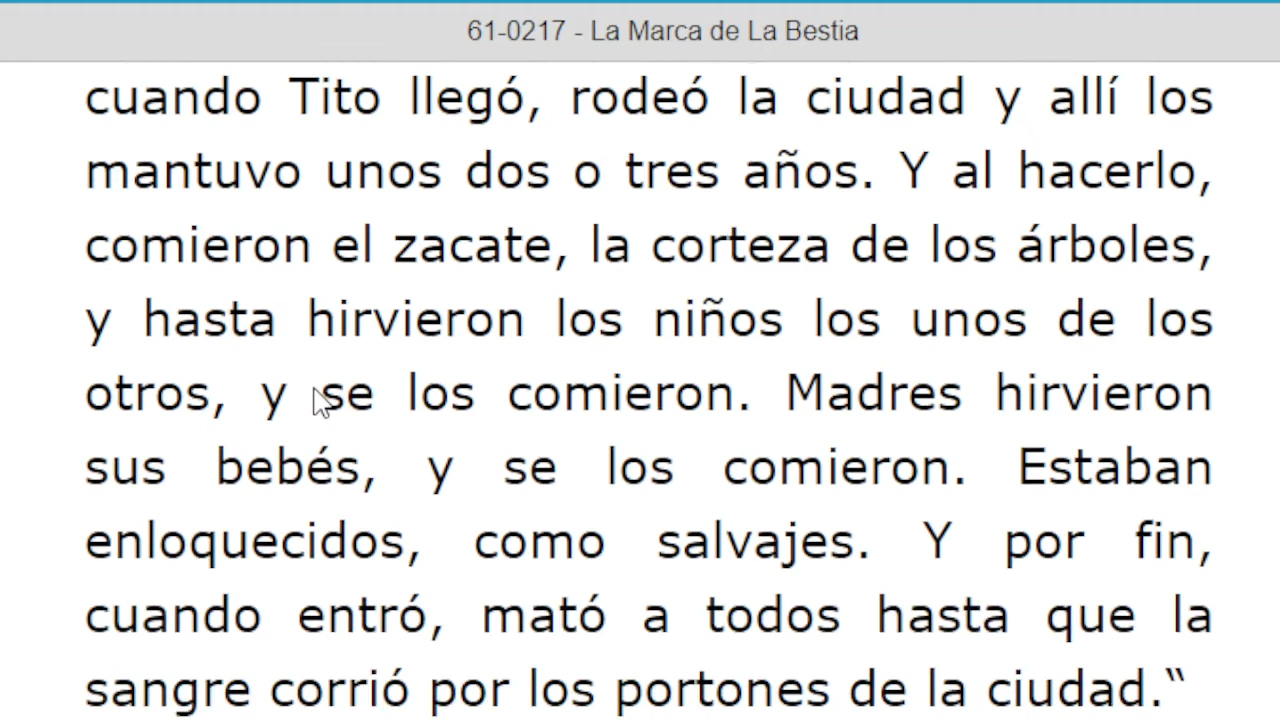 61-0217 - La Marca de La Bestia
cuando Tito llegó, rodeó la ciudad y allí los
mantuvo unos dos o tres años. Y al hacerlo,
comieron el zacate, la corteza de los árboles,
y hasta hirvieron los niños los unos de los
otros, y se los comieron. Madres hirvieron
sus bebés, y se los comieron. Estaban
enloquecidos, como salvajes. Y por fin,
cuando entró, mató a todos hasta que la
sangre corrió por los portones de la ciudad.‟